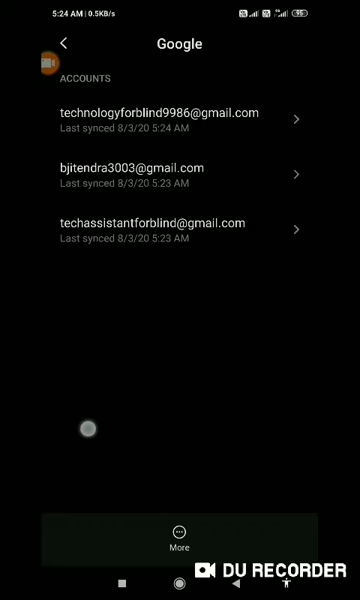 5:24 AM | 0.5KB/s
95
Google
ACCOUNTS
technologyforblind9986@gmail.com
Last synced 8/3/20 5:24 AM
bjitendra3003@gmail.com
Last synced 8/3/20 5:23 AM
techassistantforblind@gmail.com
Last synced 8/3/20 5:23 AM
More
DU RECORDER